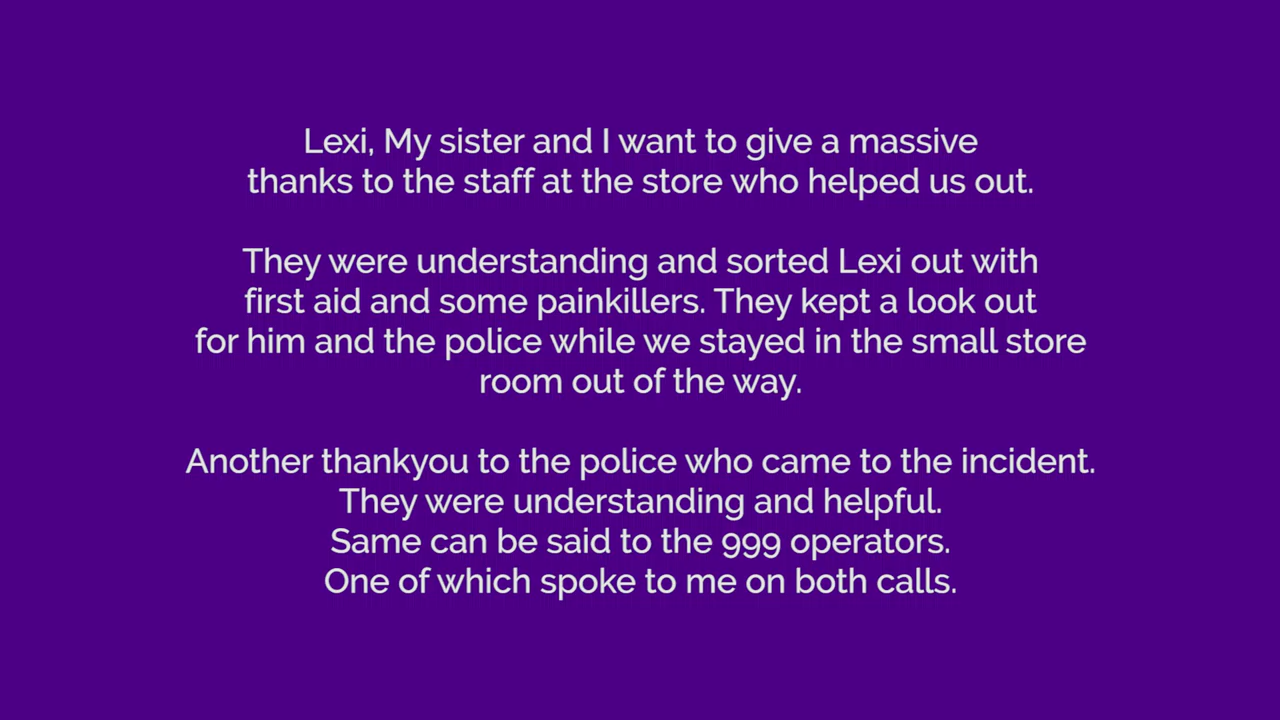 Lexi, My sister and I want to give a massive
thanks to the staff at the store who helped us out.
They were understanding and sorted Lexi out with
first aid and some painkillers. They kept a look out
for him and the police while we stayed in the small store
room out of the way.
Another thankyou to the police who came to the incident.
They were understanding and helpful.
Same can be said to the 999 operators.
One of which spoke to me on both calls.